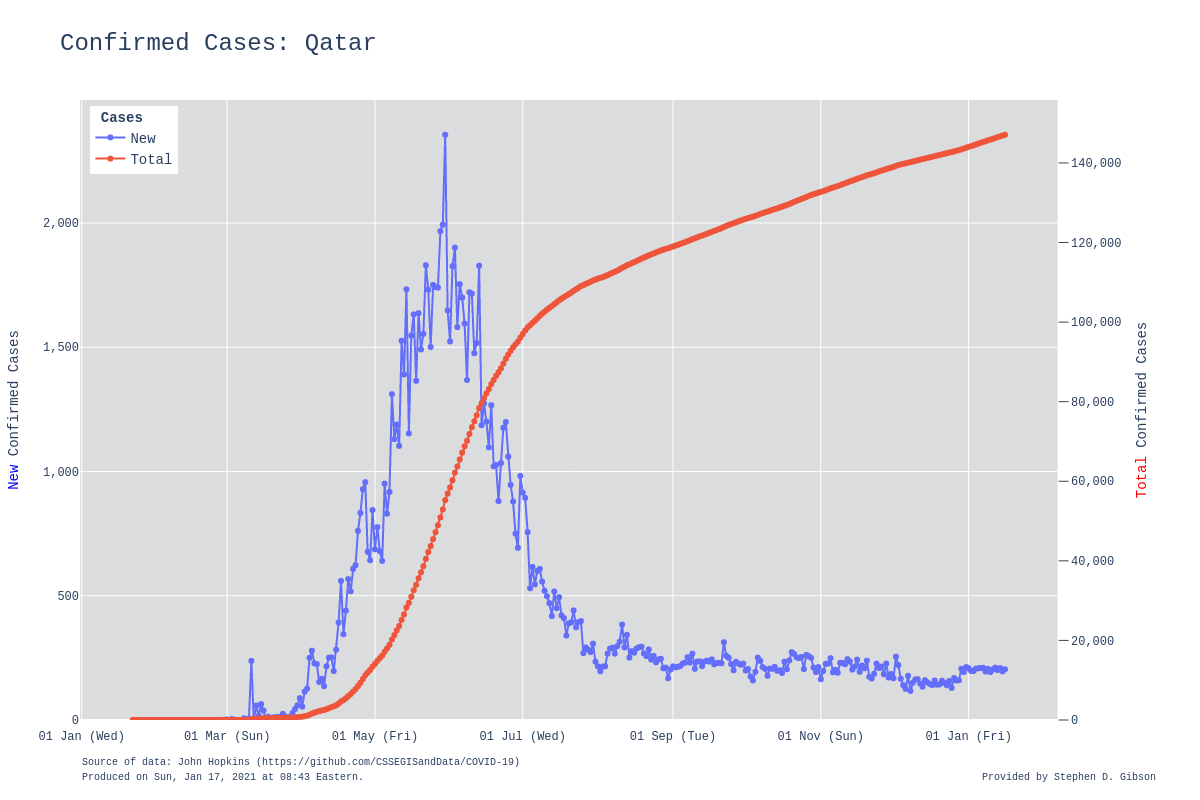 Confirmed Cases: Qatar
Cases
New
Total
2,000
1,500
1,000
500
0
140,000
120,000
100,000
80,000
60,000
40,000
20,000
0
New Confirmed Cases
Total Confirmed Cases
01 Jan (Wed)
01 Mar (Sun)
01 May (Fri)
01 Jul (Wed)
01 Sep (Tue)
01 Nov (Sun)
01 Jan (Fri)
Source of data: John Hopkins (https://github.com/CSSEGISandData/COVID-19)
Produced on Sun, Jan 17, 2021 at 08:43 Eastern.
Provided by Stephen D. Gibson